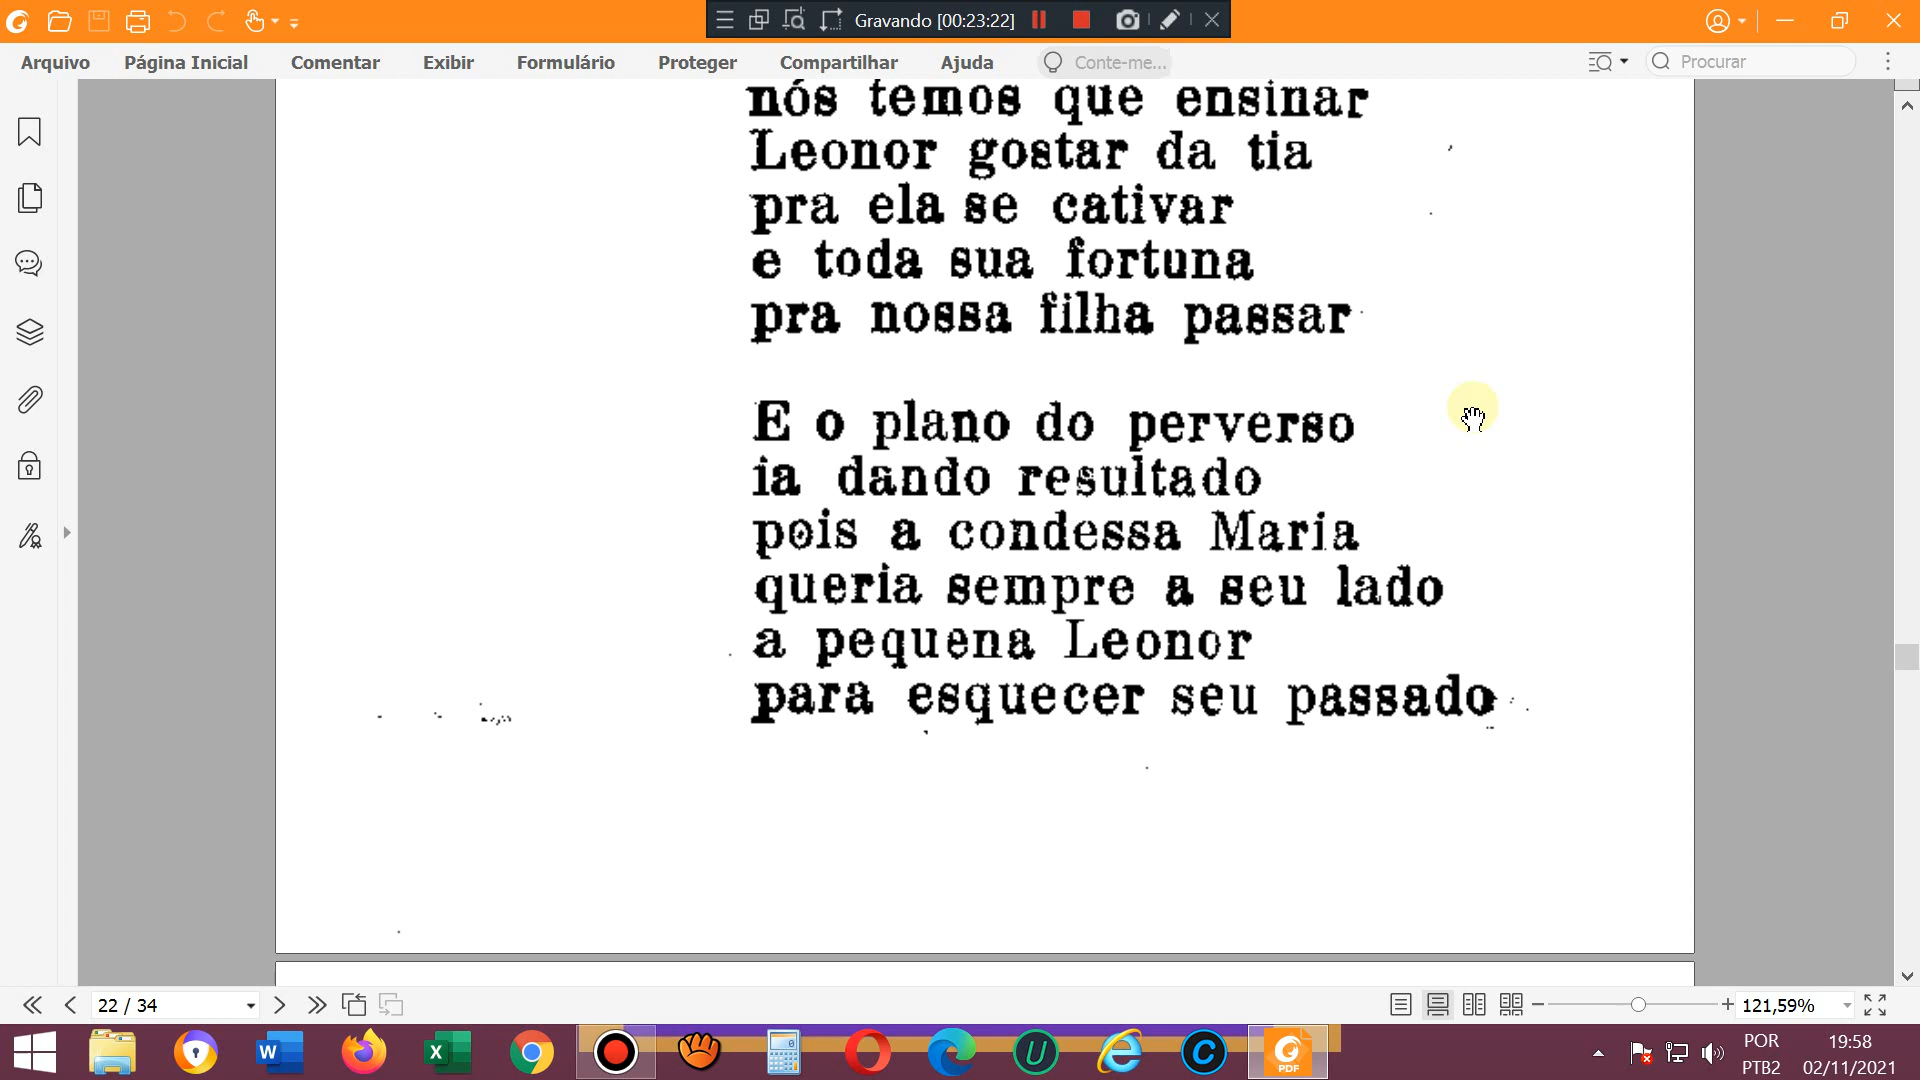 Gravando [00:23:22]
Arquivo Página Inicial Comentar Exibir Formulário Proteger Compartilhar Ajuda Conte-me... Procurar
nós temos que ensinar
Leonor gostar da tia
pra ela se cativar
e toda sua fortuna
pra nossa filha passar
E o plano do perverso
ia dando resultado
pois a condessa Maria
queria sempre a seu lado
a pequena Leonor
para esquecer seu passado
22 / 34 121,59%
POR 19:58
PTB2 02/11/2021
PDF